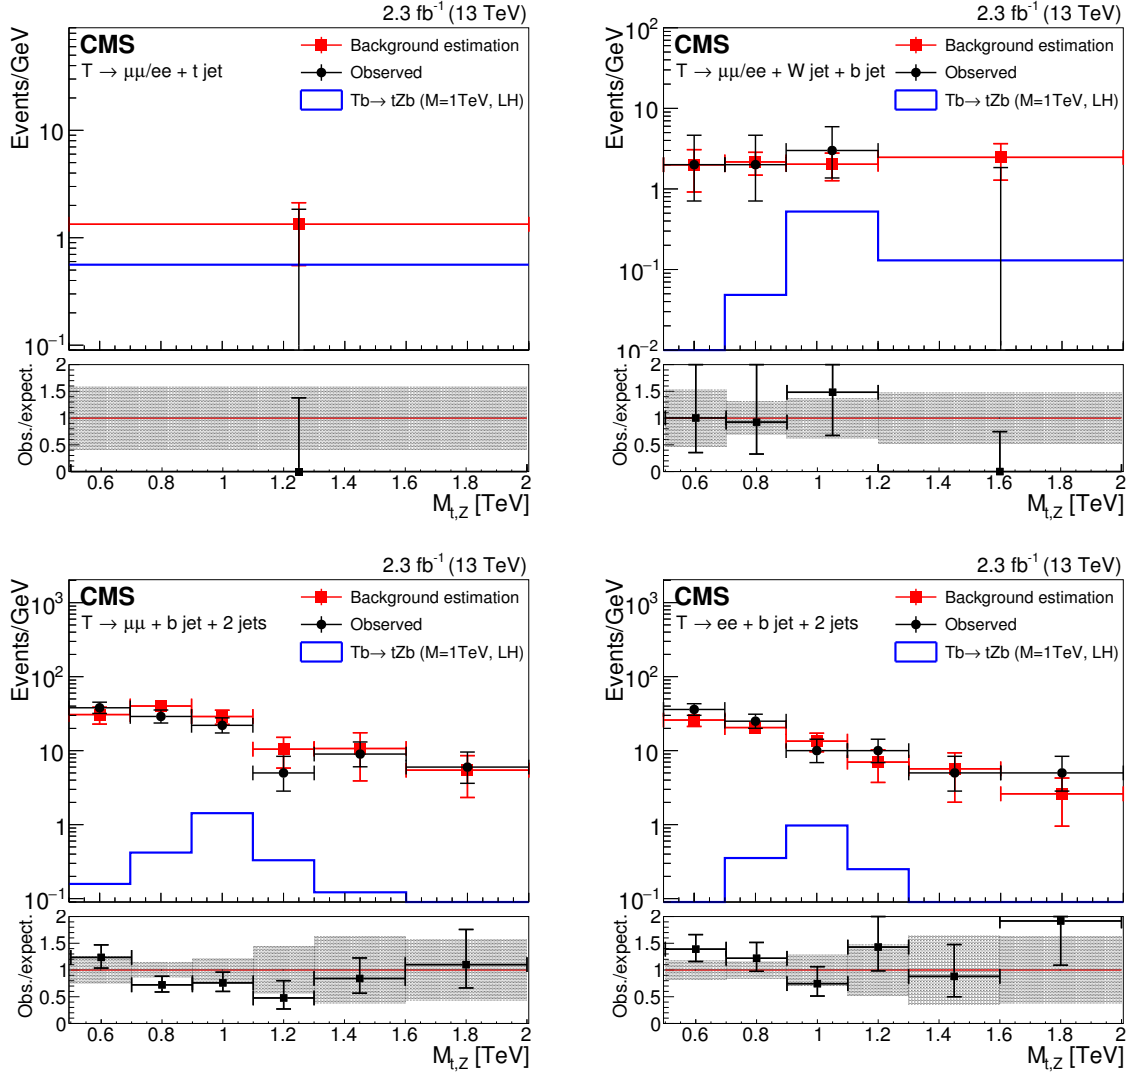 2.3 fb⁻¹ (13 TeV)
Events/GeV
CMS
T → μμ/ee + t jet
Background estimation
Observed
Tb→ tZb (M=1TeV, LH)
10
1
10⁻¹
Obs./expect.
2
1.5
1
0.5
0
0.6 0.8 1 1.2 1.4 1.6 1.8 2
M_{t,Z} [TeV]
2.3 fb⁻¹ (13 TeV)
Events/GeV
CMS
T → μμ/ee + W jet + b jet
Background estimation
Observed
Tb→ tZb (M=1TeV, LH)
10²
10
1
10⁻¹
10⁻²
Obs./expect.
2
1.5
1
0.5
0
0.6 0.8 1 1.2 1.4 1.6 1.8 2
M_{t,Z} [TeV]
2.3 fb⁻¹ (13 TeV)
Events/GeV
CMS
T → μμ + b jet + 2 jets
Background estimation
Observed
Tb→ tZb (M=1TeV, LH)
10³
10²
10
1
10⁻¹
Obs./expect.
2
1.5
1
0.5
0
0.6 0.8 1 1.2 1.4 1.6 1.8 2
M_{t,Z} [TeV]
2.3 fb⁻¹ (13 TeV)
Events/GeV
CMS
T → ee + b jet + 2 jets
Background estimation
Observed
Tb→ tZb (M=1TeV, LH)
10³
10²
10
1
10⁻¹
Obs./expect.
2
1.5
1
0.5
0
0.6 0.8 1 1.2 1.4 1.6 1.8 2
M_{t,Z} [TeV]